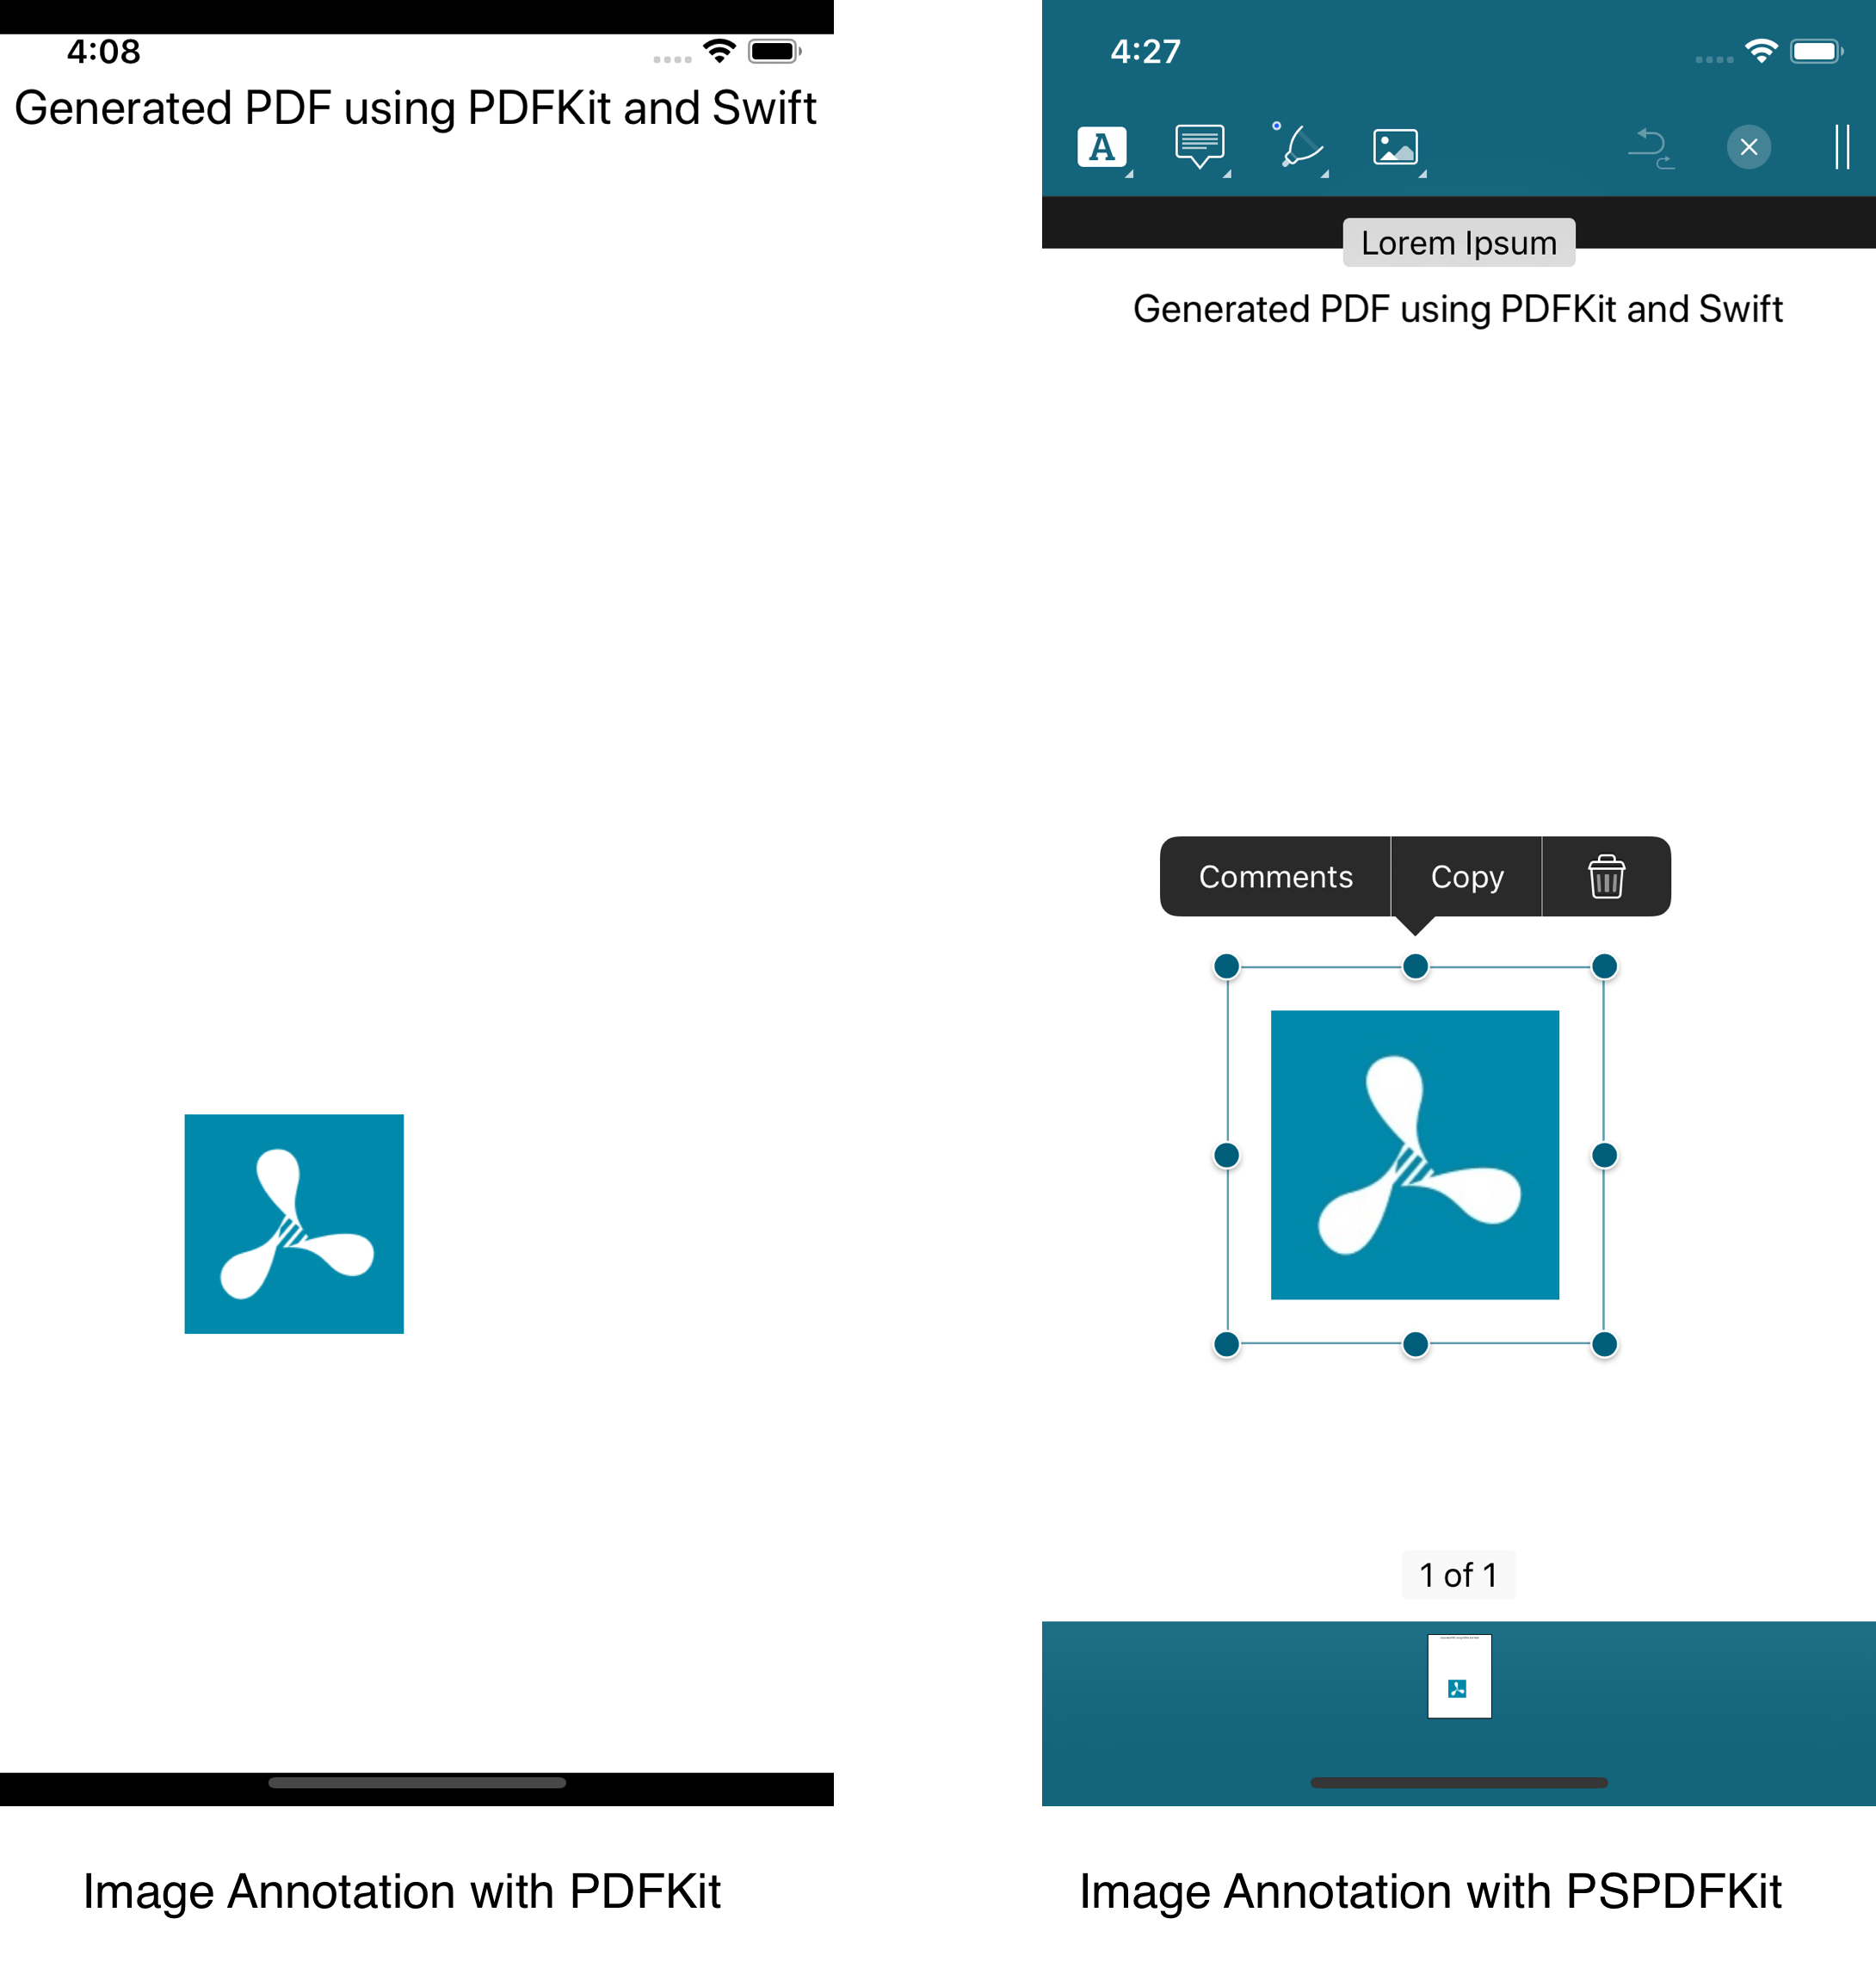 4:08
Generated PDF using PDFKit and Swift
Image Annotation with PDFKit
4:27
A
Lorem Ipsum
Generated PDF using PDFKit and Swift
Comments Copy
1 of 1
Image Annotation with PSPDFKit